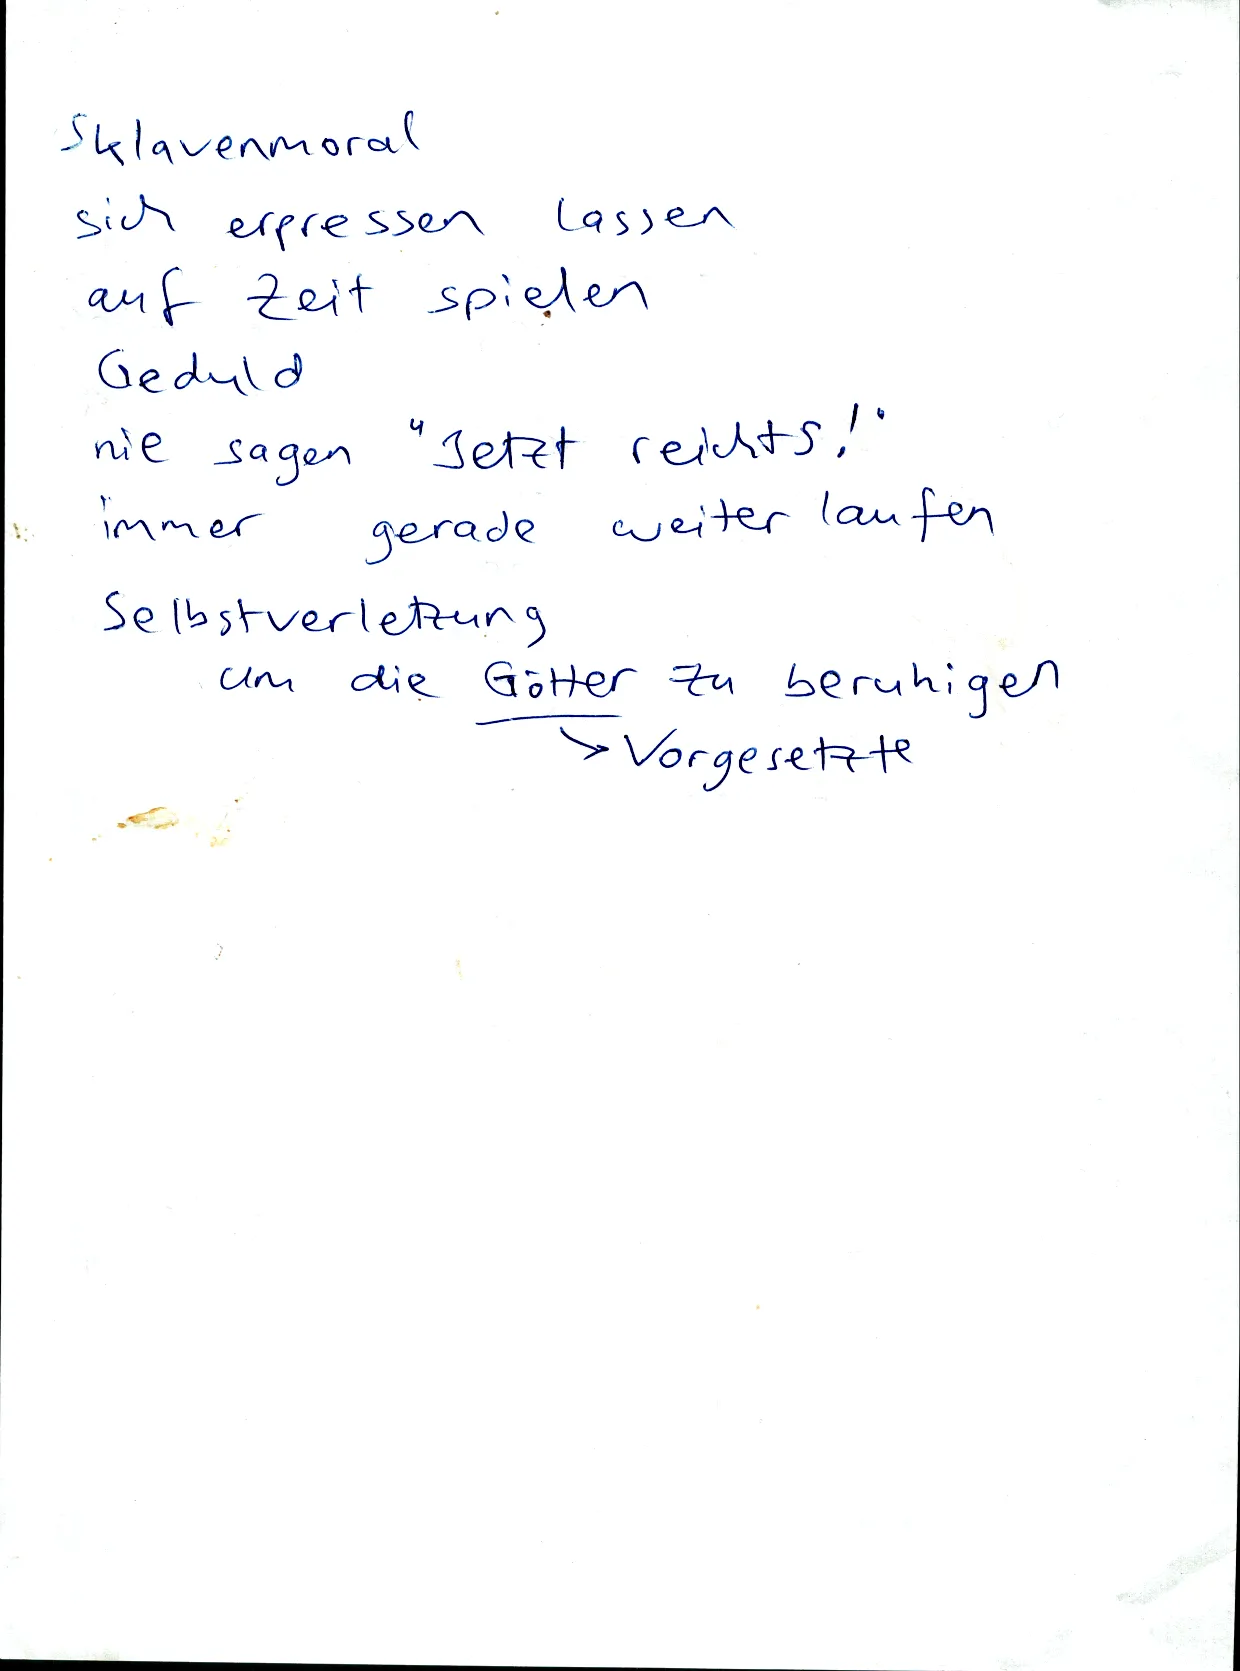 Sklavenmoral
sich erpressen lassen
auf Zeit spielen
Geduld
nie sagen "Jetzt reichts!"
immer gerade weiter laufen
Selbstverletzung
um die Götter zu beruhigen
> Vorgesetzte